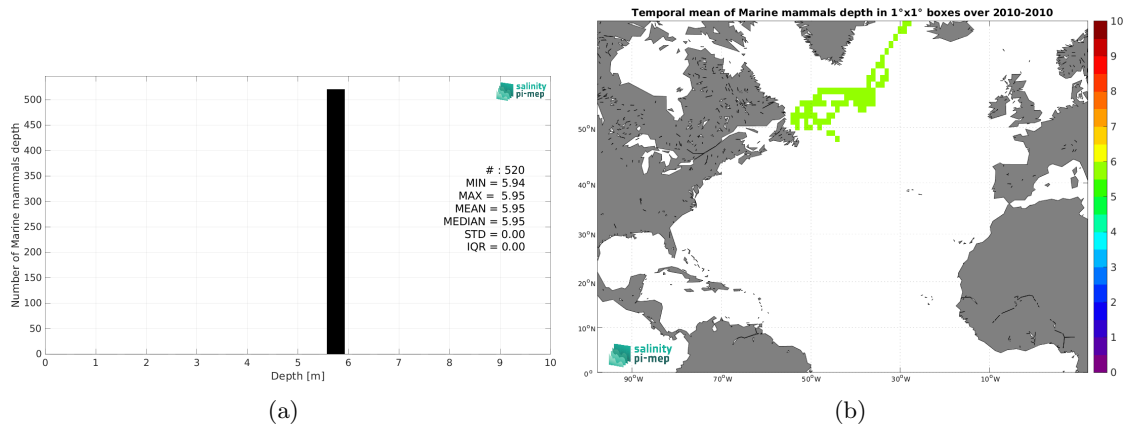 salinity
pi-mep
500
450
400
350
300
250
200
150
100
50
0
Number of Marine mammals depth
# : 520
MIN = 5.94
MAX = 5.95
MEAN = 5.95
MEDIAN = 5.95
STD = 0.00
IQR = 0.00
0 1 2 3 4 5 6 7 8 9 10
Depth [m]
(a)
Temporal mean of Marine mammals depth in 1°x1° boxes over 2010-2010
50°N
40°N
30°N
20°N
10°N
0°
90°W 70°W 50°W 30°W 10°W
salinity
pi-mep
10
9
8
7
6
5
4
3
2
1
0
(b)